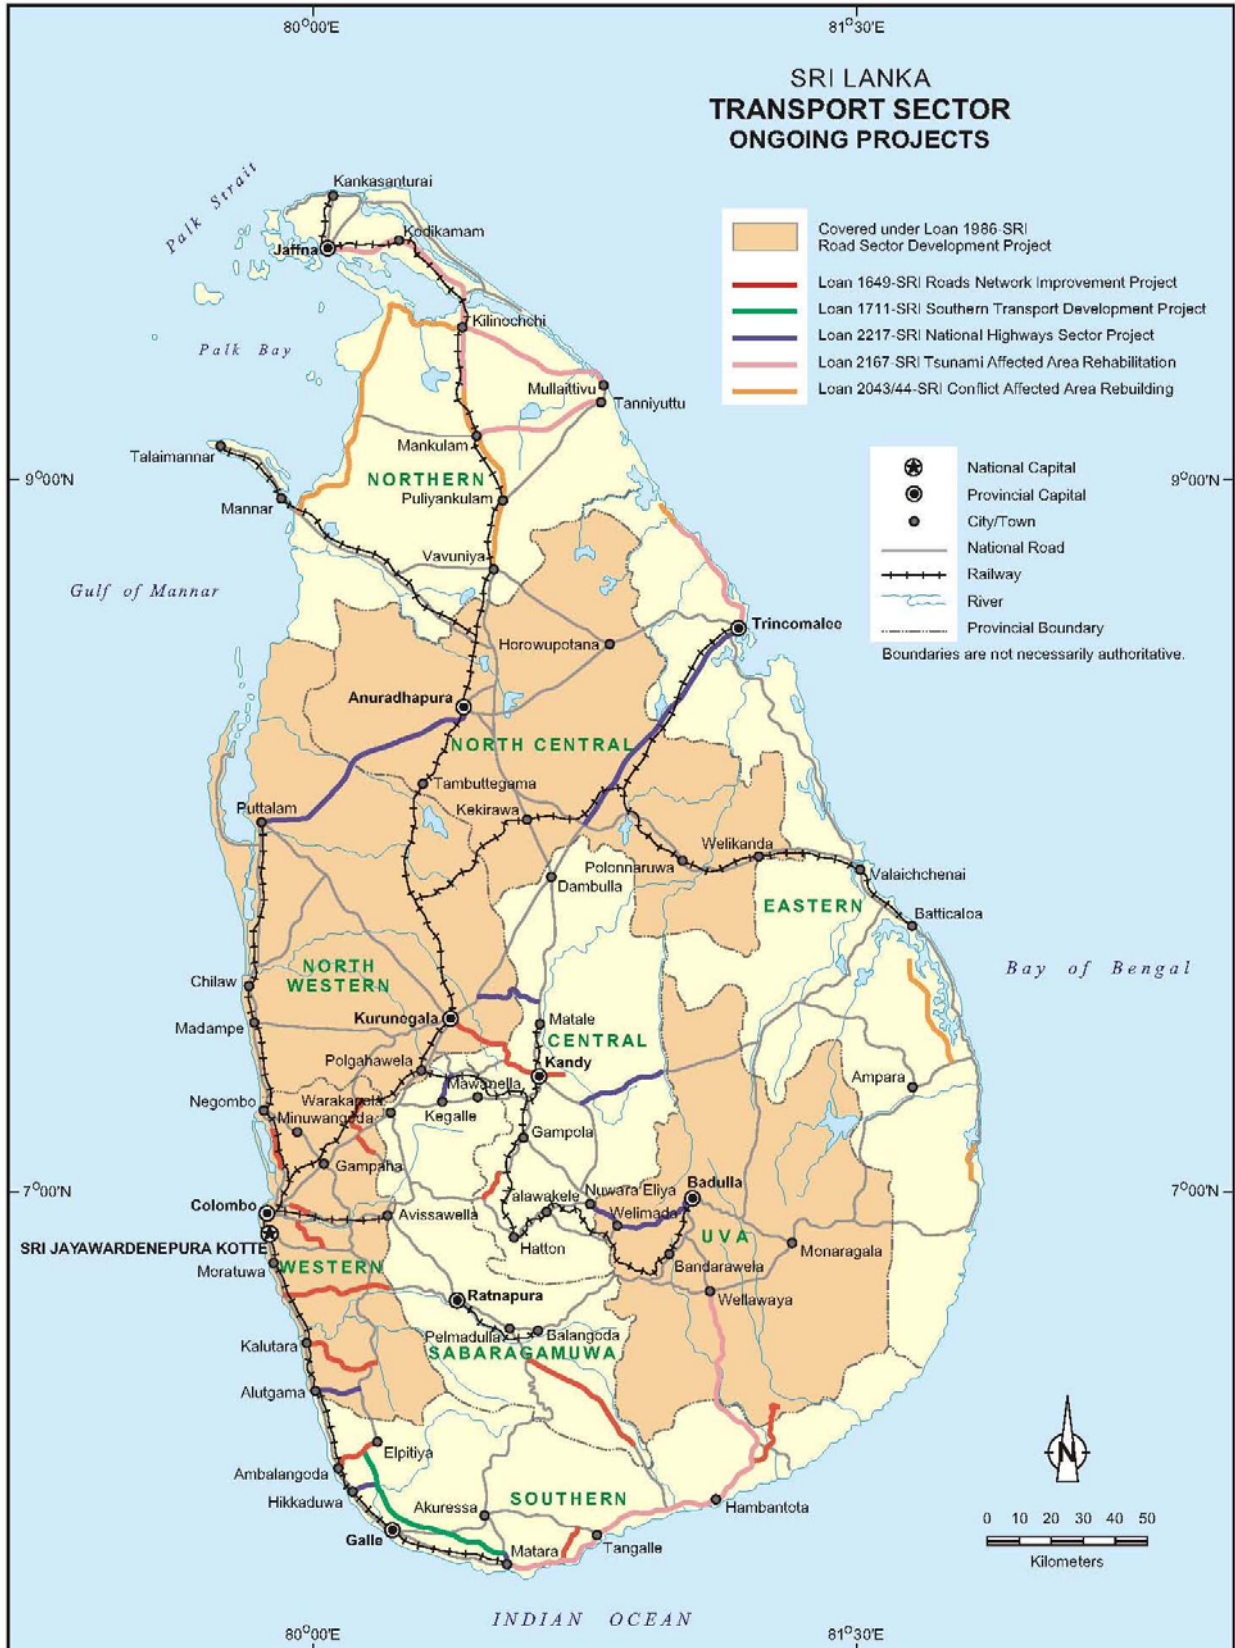 80°00'E
81°30'E
SRI LANKA
TRANSPORT SECTOR
ONGOING PROJECTS
Covered under Loan 1986-SRI
Road Sector Development Project
Loan 1649-SRI Roads Network Improvement Project
Loan 1711-SRI Southern Transport Development Project
Loan 2217-SRI National Highways Sector Project
Loan 2167-SRI Tsunami Affected Area Rehabilitation
Loan 2043/44-SRI Conflict Affected Area Rebuilding
National Capital
Provincial Capital
City/Town
National Road
Railway
River
Provincial Boundary
Boundaries are not necessarily authoritative.
Palk Strait
Kankasanturai
Kodikamam
Jaffna
Kilinochchi
Palk Bay
Mullaittivu
Tanniyuttu
Mankulam
Talaimannar
9°00'N
NORTHERN
9°00'N
Puliyankulam
Mannar
Vavuniya
Gulf of Mannar
Trincomalee
Horowupotana
Anuradhapura
NORTH CENTRAL
Tambuttegama
Puttalam
Kekirawa
Polonnaruwa
Welikanda
Valaichchenai
Dambulla
EASTERN
Batticaloa
NORTH
WESTERN
Bay of Bengal
Chilaw
Kurunegala
Madampe
Matale
CENTRAL
Polgahawela
Kandy
Mawanella
Ampara
Negombo
Warakapela
Minuwangoda
Kegalle
Gampola
Gampaha
7°00'N
7°00'N
Colombo
Avissawella
Talawakele
Nuwara Eliya
Badulla
Welimada
SRI JAYAWARDENEPURA KOTTE
Hatton
UVA
Monaragala
Moratuwa
WESTERN
Bandarawela
Ratnapura
Wellawaya
Kalutara
Pelmadulla
Balangoda
SABARAGAMUWA
Alutgama
Elpitiya
Ambalangoda
Hikkaduwa
Akuressa
SOUTHERN
Hambantota
Galle
Matara
Tangalle
N
0 10 20 30 40 50
Kilometers
INDIAN OCEAN
80°00'E
81°30'E